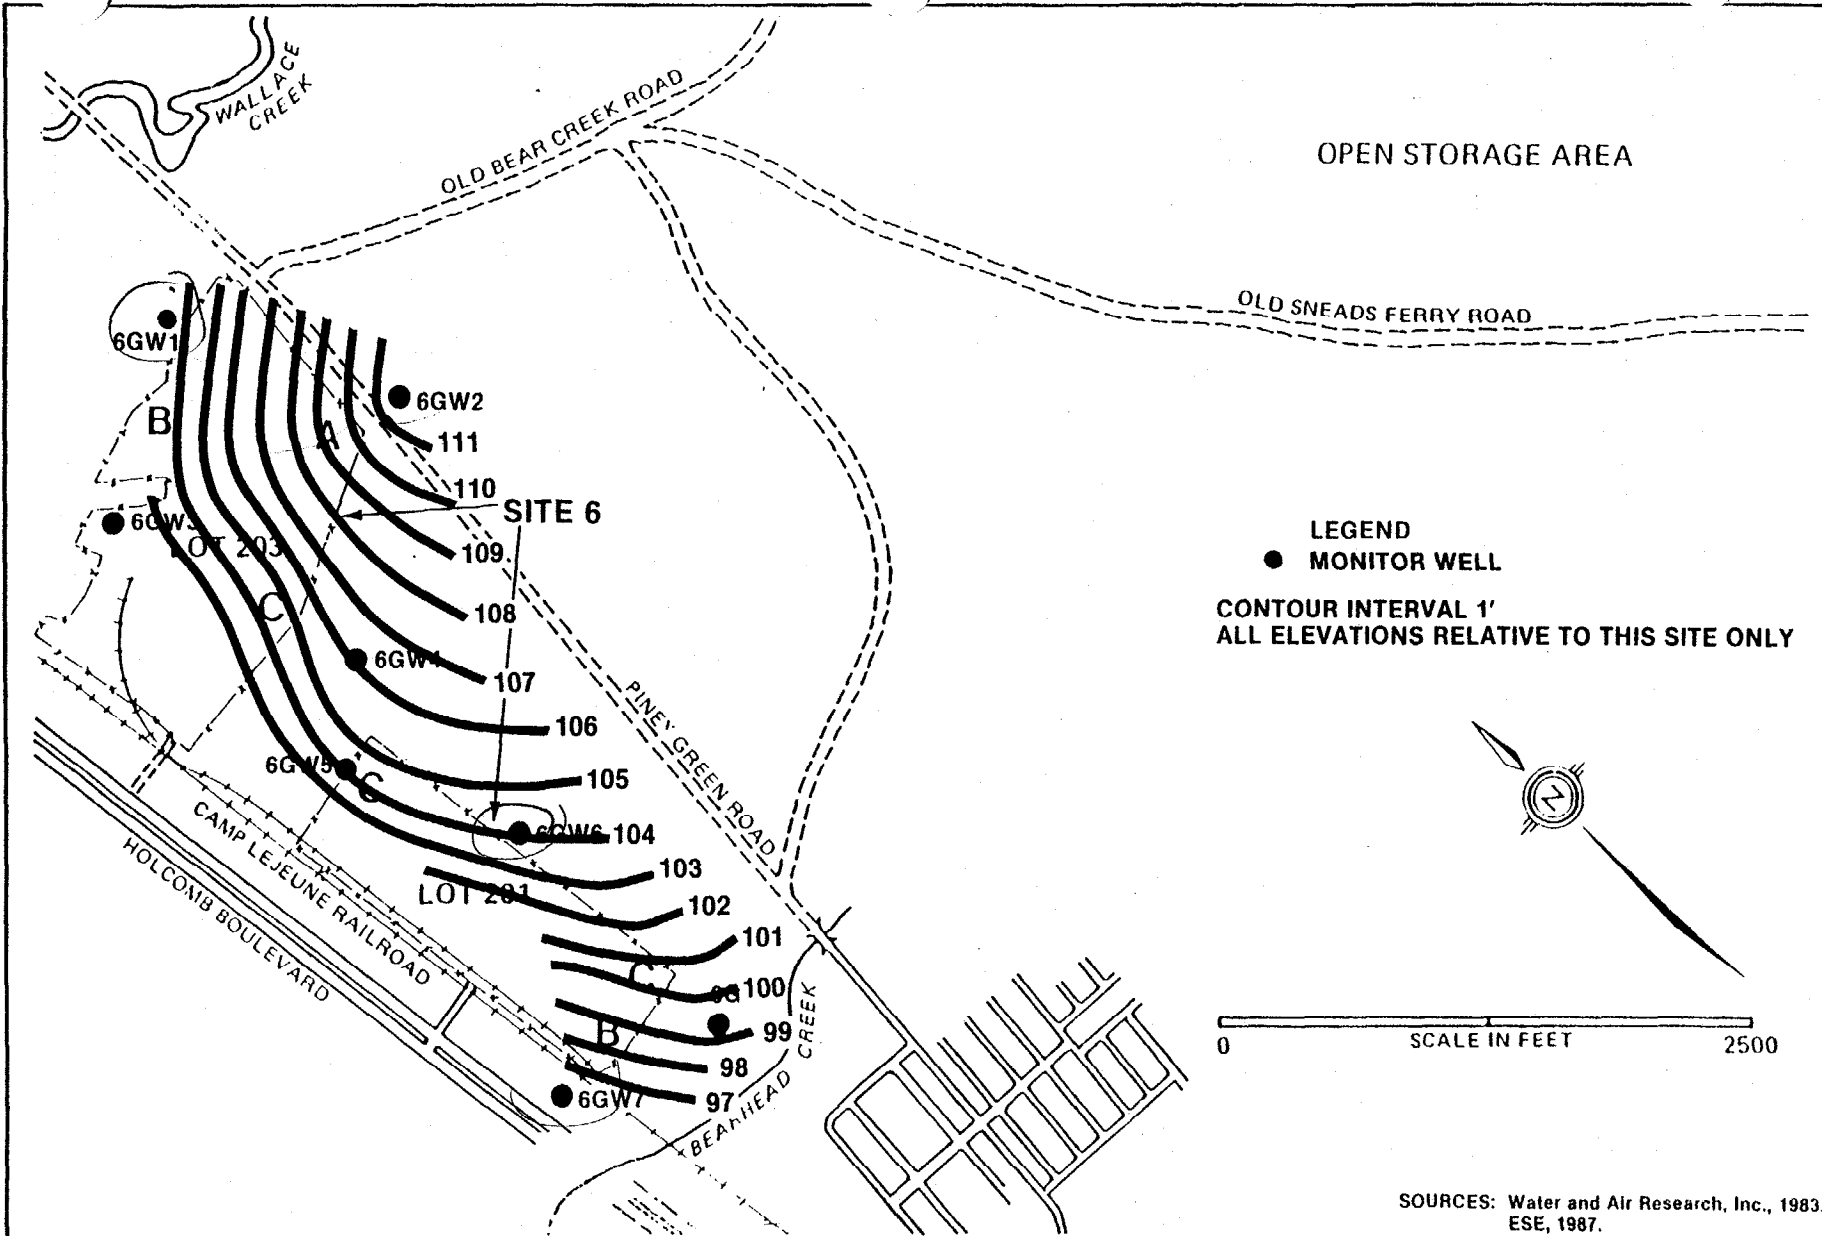 WALLACE
CREEK
OLD BEAR CREEK ROAD
OPEN STORAGE AREA
OLD SNEADS FERRY ROAD
6GW1
6GW2
B
A
111
110
SITE 6
6GW3
LOT 203
109
LEGEND
MONITOR WELL
CONTOUR INTERVAL 1'
ALL ELEVATIONS RELATIVE TO THIS SITE ONLY
C
108
6GW4
107
PINEY GREEN ROAD
106
6GW5
C
105
N
CAMP LEJEUNE RAILROAD
HOLCOMB BOULEVARD
6GW6
104
103
LOT 201
102
101
C
100
99
B
98
97
6GW7
BEARHEAD CREEK
0
SCALE IN FEET
2500
SOURCES: Water and Air Research, Inc., 1983.
ESE, 1987.